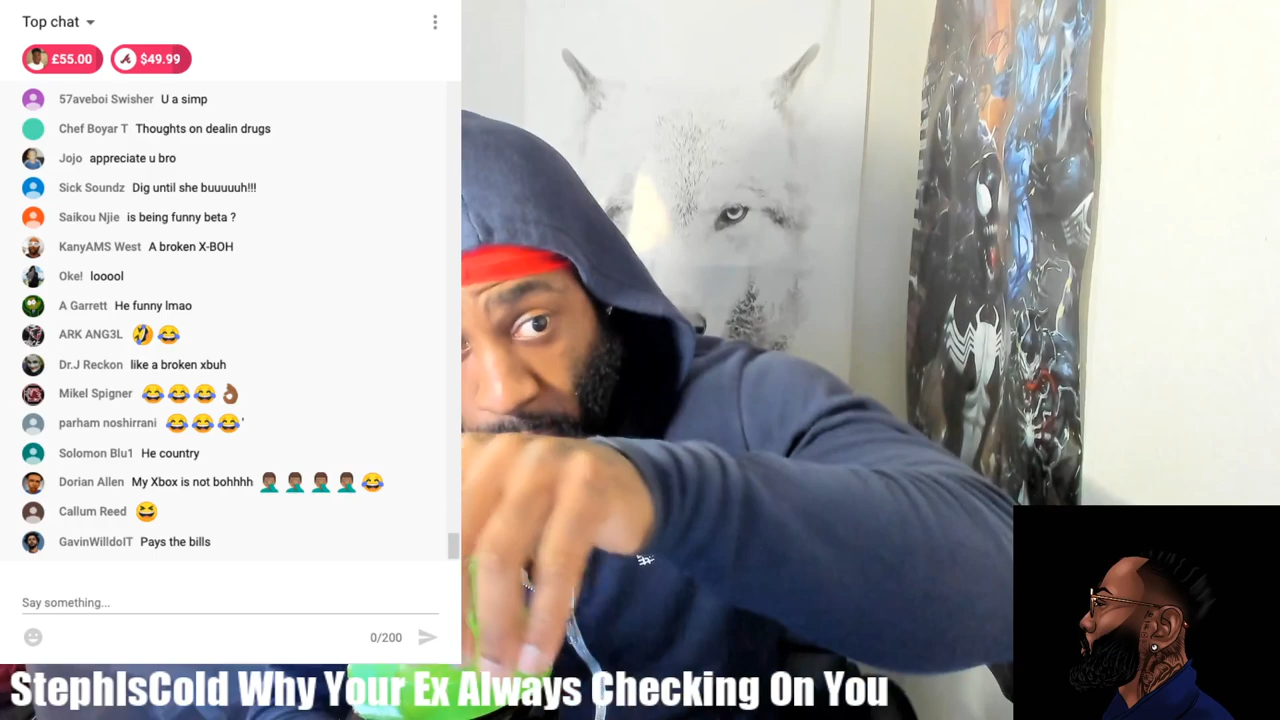 Top chat
£55.00 $49.99
57aveboi Swisher U a simp
Chef Boyar T Thoughts on dealin drugs
Jojo appreciate u bro
Sick Soundz Dig until she buuuuuh!!!
Saikou Njie is being funny beta ?
KanyAMS West A broken X-BOH
Oke! looool
A Garrett He funny lmao
ARK ANG3L 🤣😂
Dr.J Reckon like a broken xbuh
Mikel Spigner 😂😂😂👌🏾
parham noshirrani 😂😂😂'
Solomon Blu1 He country
Dorian Allen My Xbox is not bohhhh 🤦🏾‍♂️🤦🏾‍♂️🤦🏾‍♂️🤦🏾‍♂️😂
Callum Reed 😆
GavinWilldoIT Pays the bills
Say something...
0/200
StephIsCold Why Your Ex Always Checking On You